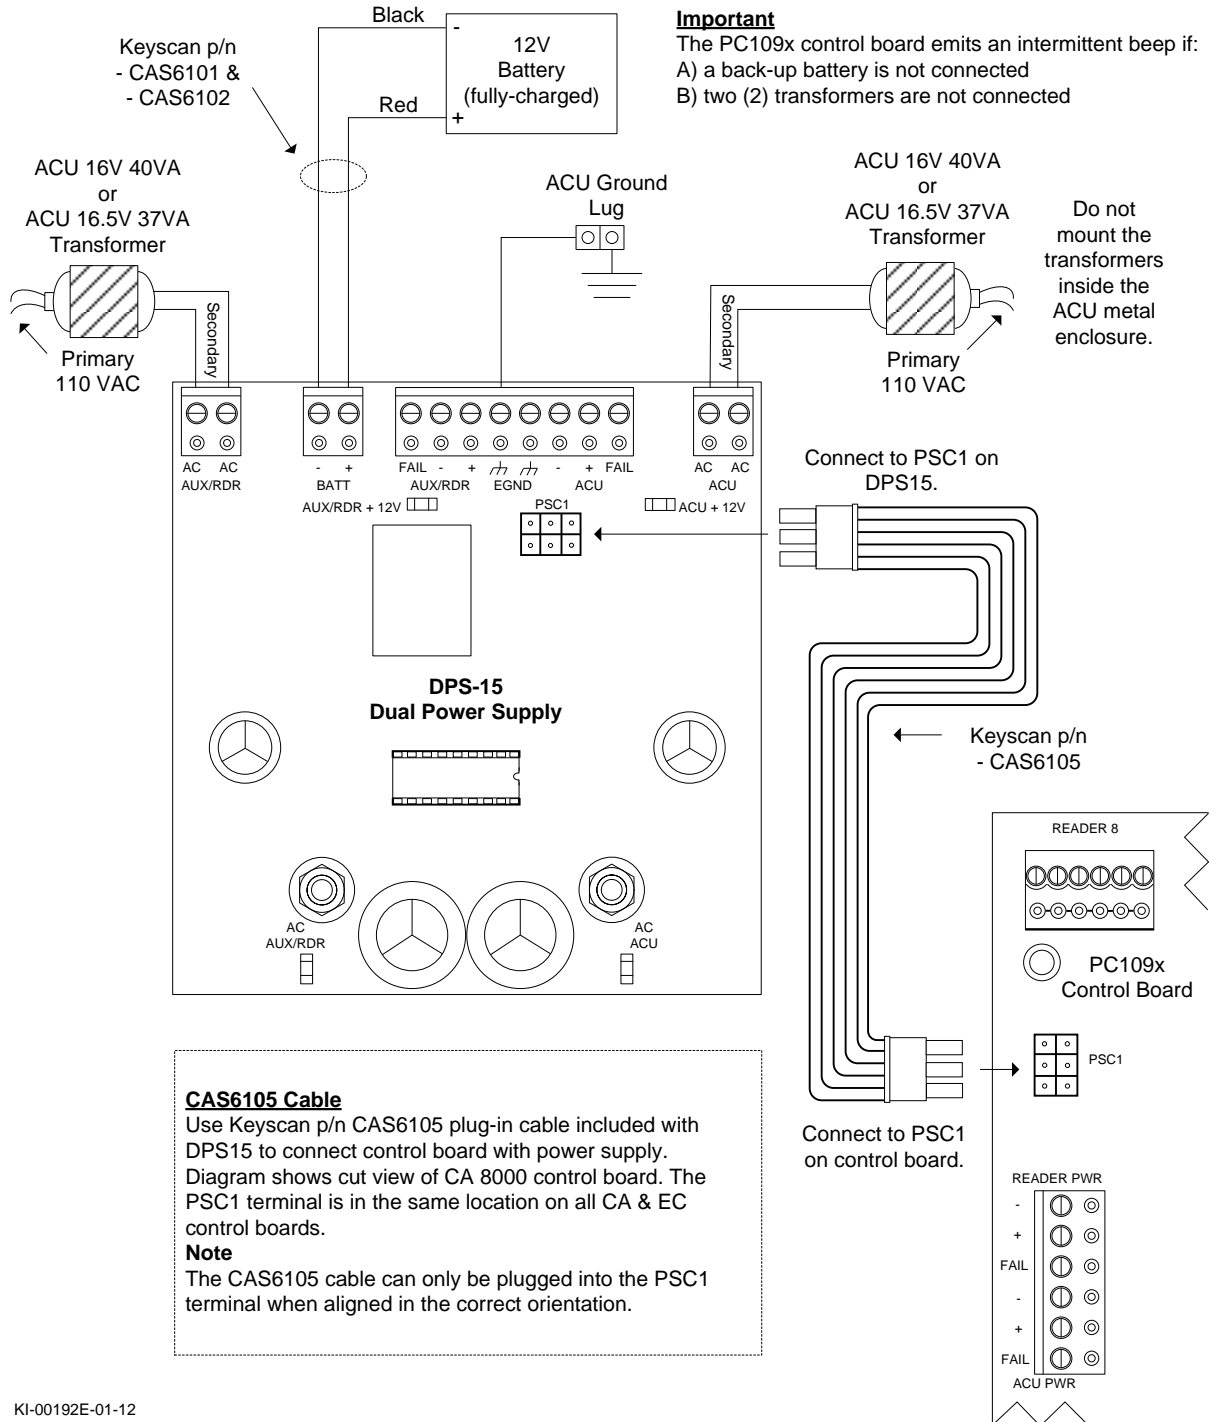 Black
Keyscan p/n
- CAS6101 &
- CAS6102
Red
-
+
12V
Battery
(fully-charged)
Important
The PC109x control board emits an intermittent beep if:
A) a back-up battery is not connected
B) two (2) transformers are not connected
ACU 16V 40VA
or
ACU 16.5V 37VA
Transformer
Secondary
Primary
110 VAC
ACU Ground
Lug
ACU 16V 40VA
or
ACU 16.5V 37VA
Transformer
Secondary
Primary
110 VAC
Do not
mount the
transformers
inside the
ACU metal
enclosure.
AC AC
AUX/RDR
- +
BATT
FAIL - + - + FAIL
AUX/RDR EGND ACU
AC AC
ACU
AUX/RDR + 12V
PSC1
ACU + 12V
Connect to PSC1 on
DPS15.
DPS-15
Dual Power Supply
Keyscan p/n
- CAS6105
AC
AUX/RDR
AC
ACU
READER 8
PC109x
Control Board
PSC1
Connect to PSC1
on control board.
READER PWR
-
+
FAIL
-
+
FAIL
ACU PWR
CAS6105 Cable
Use Keyscan p/n CAS6105 plug-in cable included with
DPS15 to connect control board with power supply.
Diagram shows cut view of CA 8000 control board. The
PSC1 terminal is in the same location on all CA & EC
control boards.
Note
The CAS6105 cable can only be plugged into the PSC1
terminal when aligned in the correct orientation.
KI-00192E-01-12